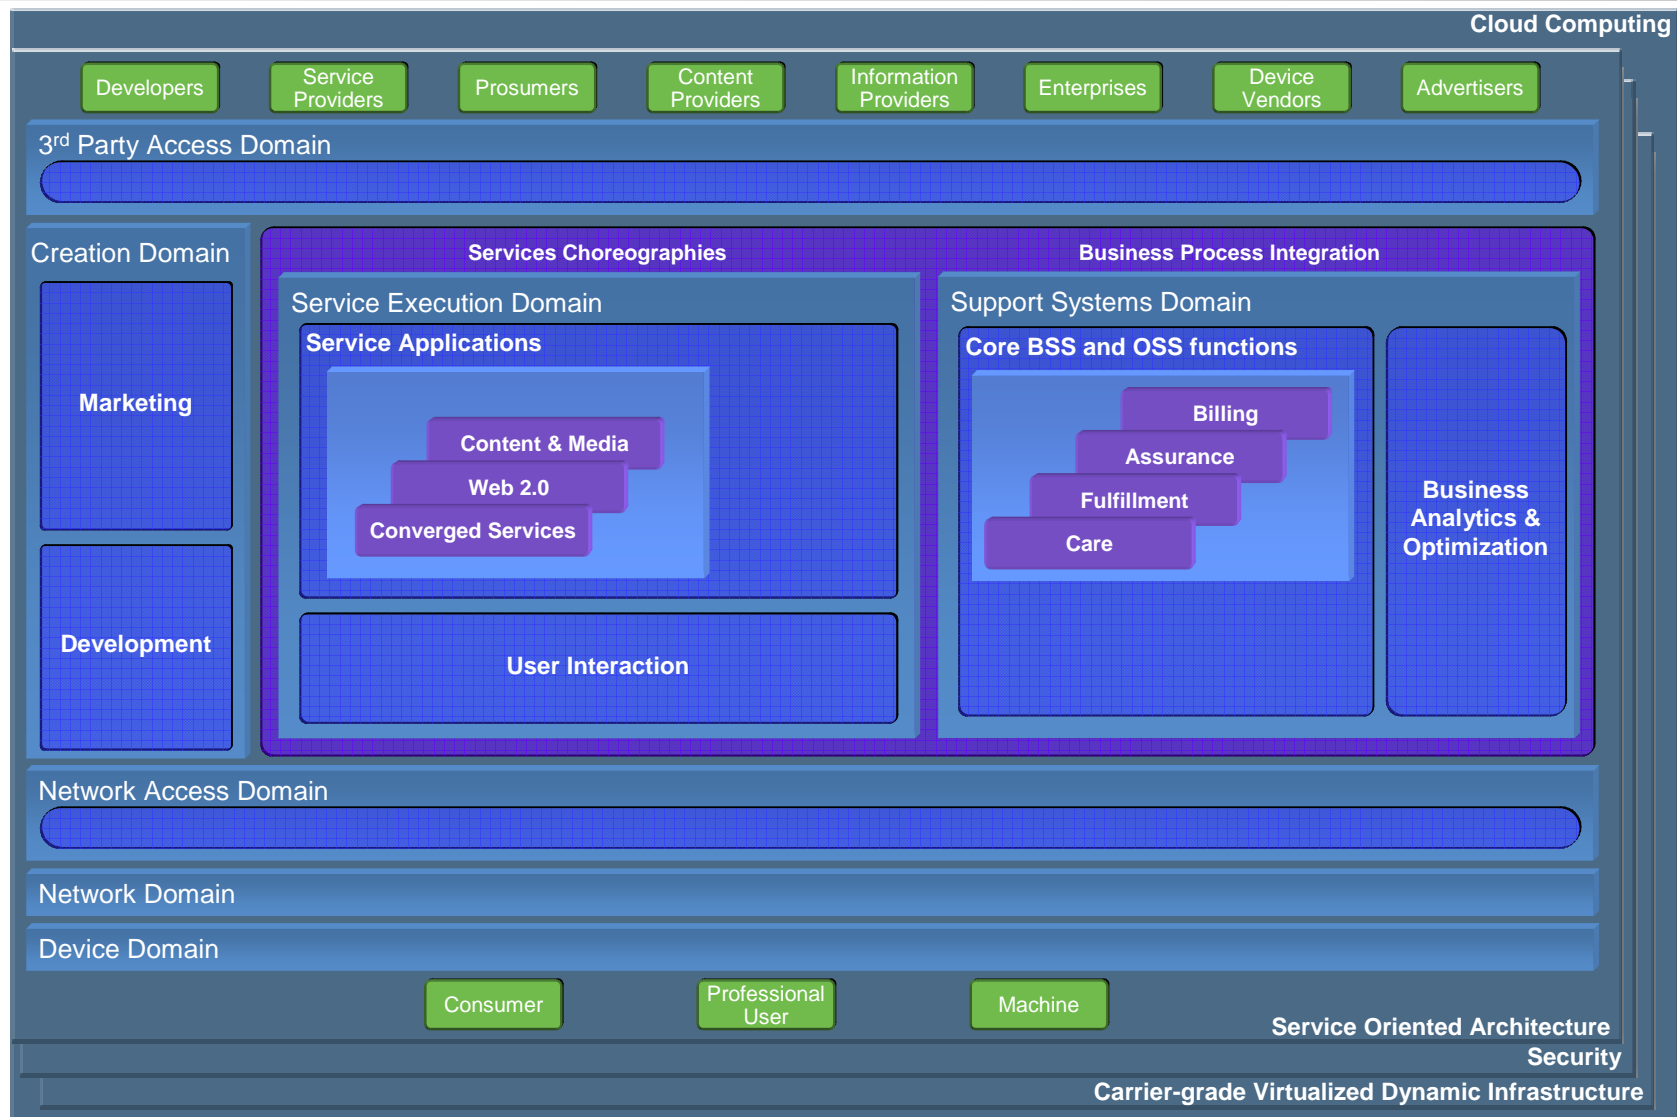 Cloud Computing
Developers
Service
Providers
Prosumers
Content
Providers
Information
Providers
Enterprises
Device
Vendors
Advertisers
3rd Party Access Domain
Creation Domain
Marketing
Development
Services Choreographies
Business Process Integration
Service Execution Domain
Service Applications
Content & Media
Web 2.0
Converged Services
User Interaction
Support Systems Domain
Core BSS and OSS functions
Billing
Assurance
Fulfillment
Care
Business
Analytics &
Optimization
Network Access Domain
Network Domain
Device Domain
Consumer
Professional
User
Machine
Service Oriented Architecture
Security
Carrier-grade Virtualized Dynamic Infrastructure